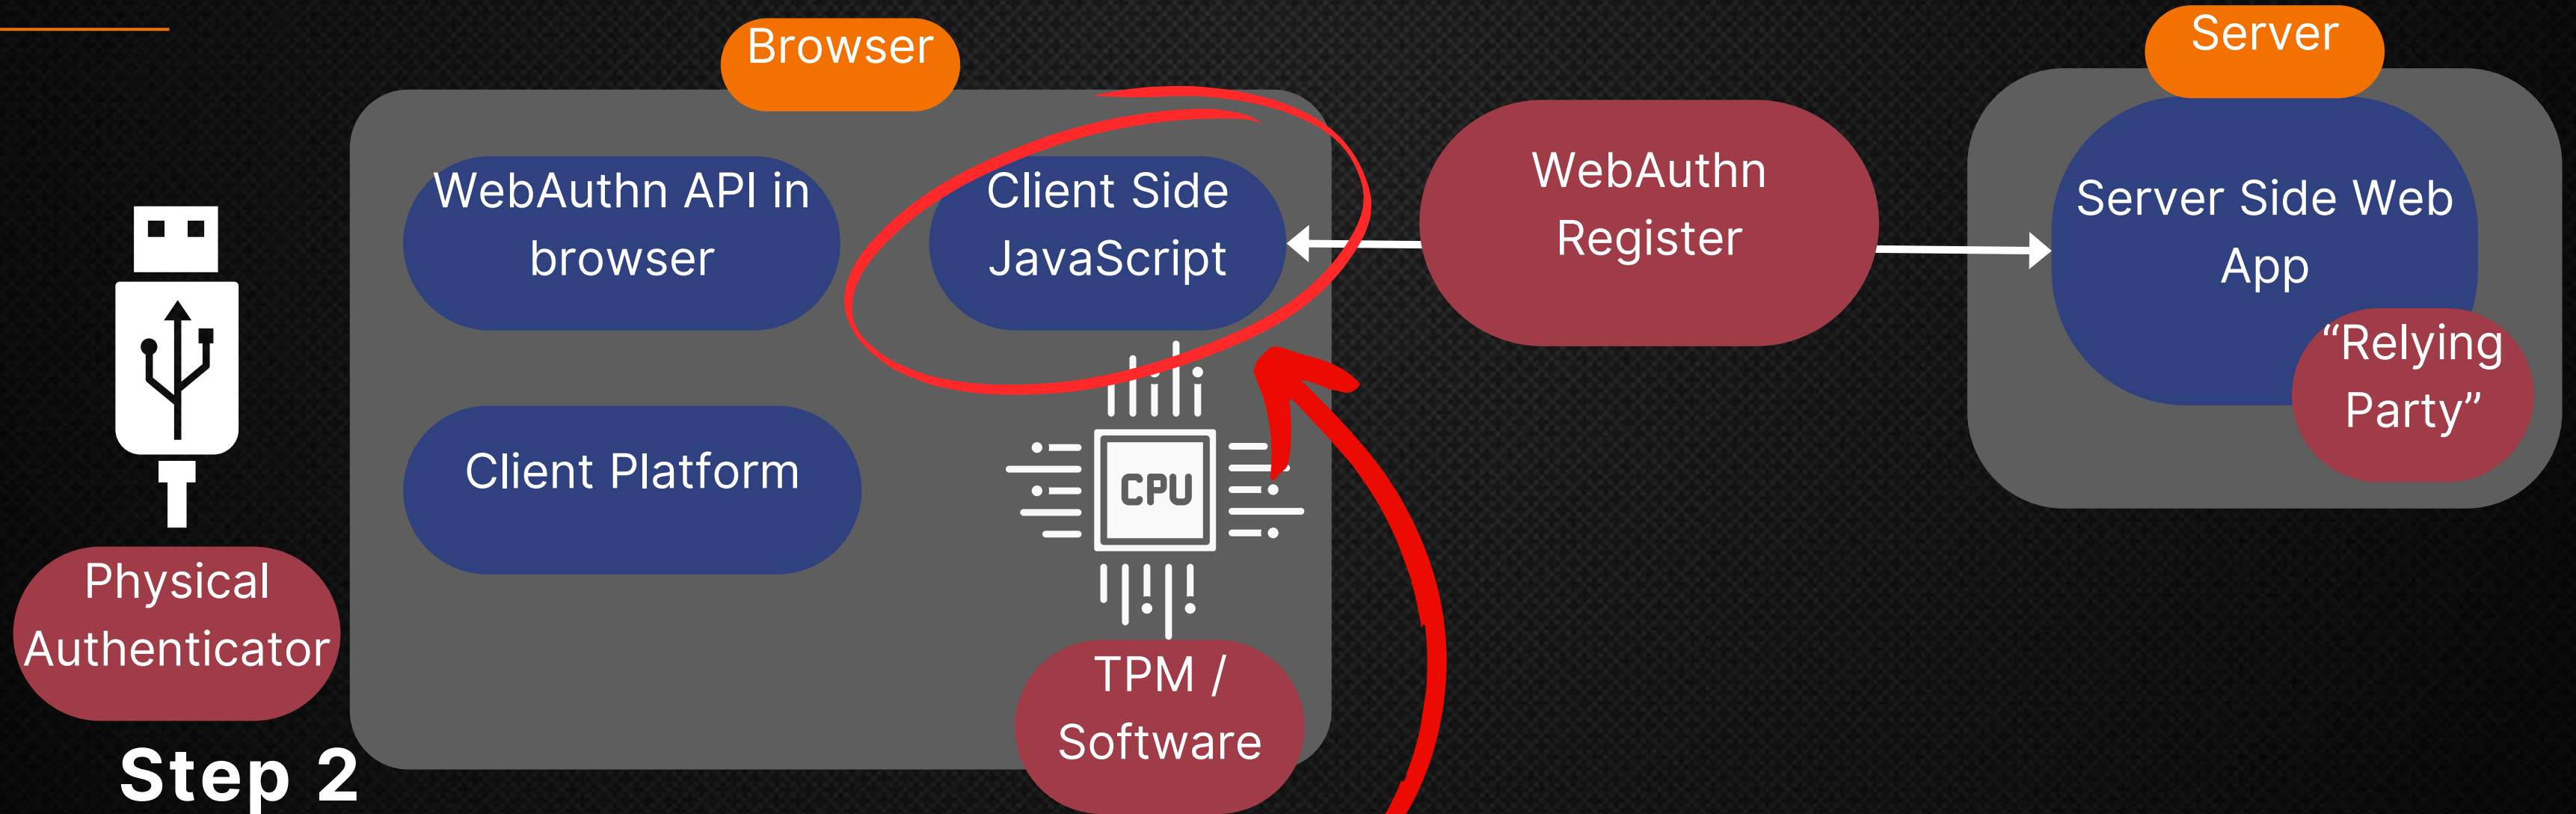 Browser
Server
WebAuthn API in
browser
Client Side
JavaScript
WebAuthn
Register
Server Side Web
App
“Relying
Party”
Client Platform
CPU
Physical
Authenticator
TPM /
Software
Step 2